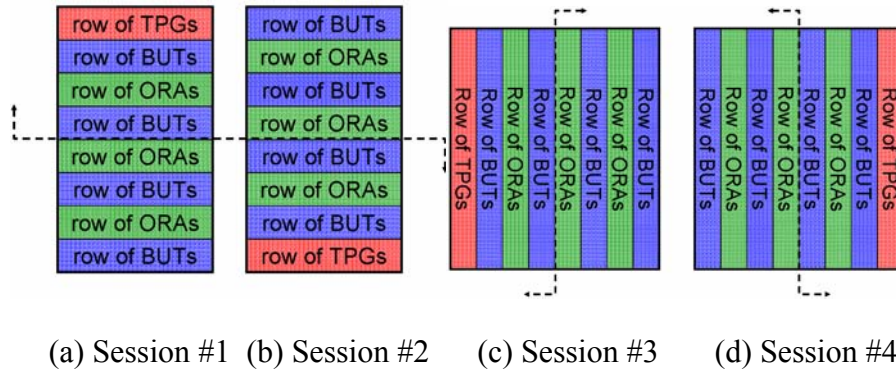 row of TPGs
row of BUTs
row of ORAs
row of BUTs
row of ORAs
row of BUTs
row of ORAs
row of BUTs
row of BUTs
row of ORAs
row of BUTs
row of ORAs
row of BUTs
row of ORAs
row of BUTs
row of TPGs
Row of TPGs
Row of BUTs
Row of ORAs
Row of BUTs
Row of ORAs
Row of BUTs
Row of ORAs
Row of BUTs
Row of BUTs
Row of ORAs
Row of BUTs
Row of ORAs
Row of BUTs
Row of ORAs
Row of BUTs
Row of TPGs
(a) Session #1 (b) Session #2 (c) Session #3 (d) Session #4